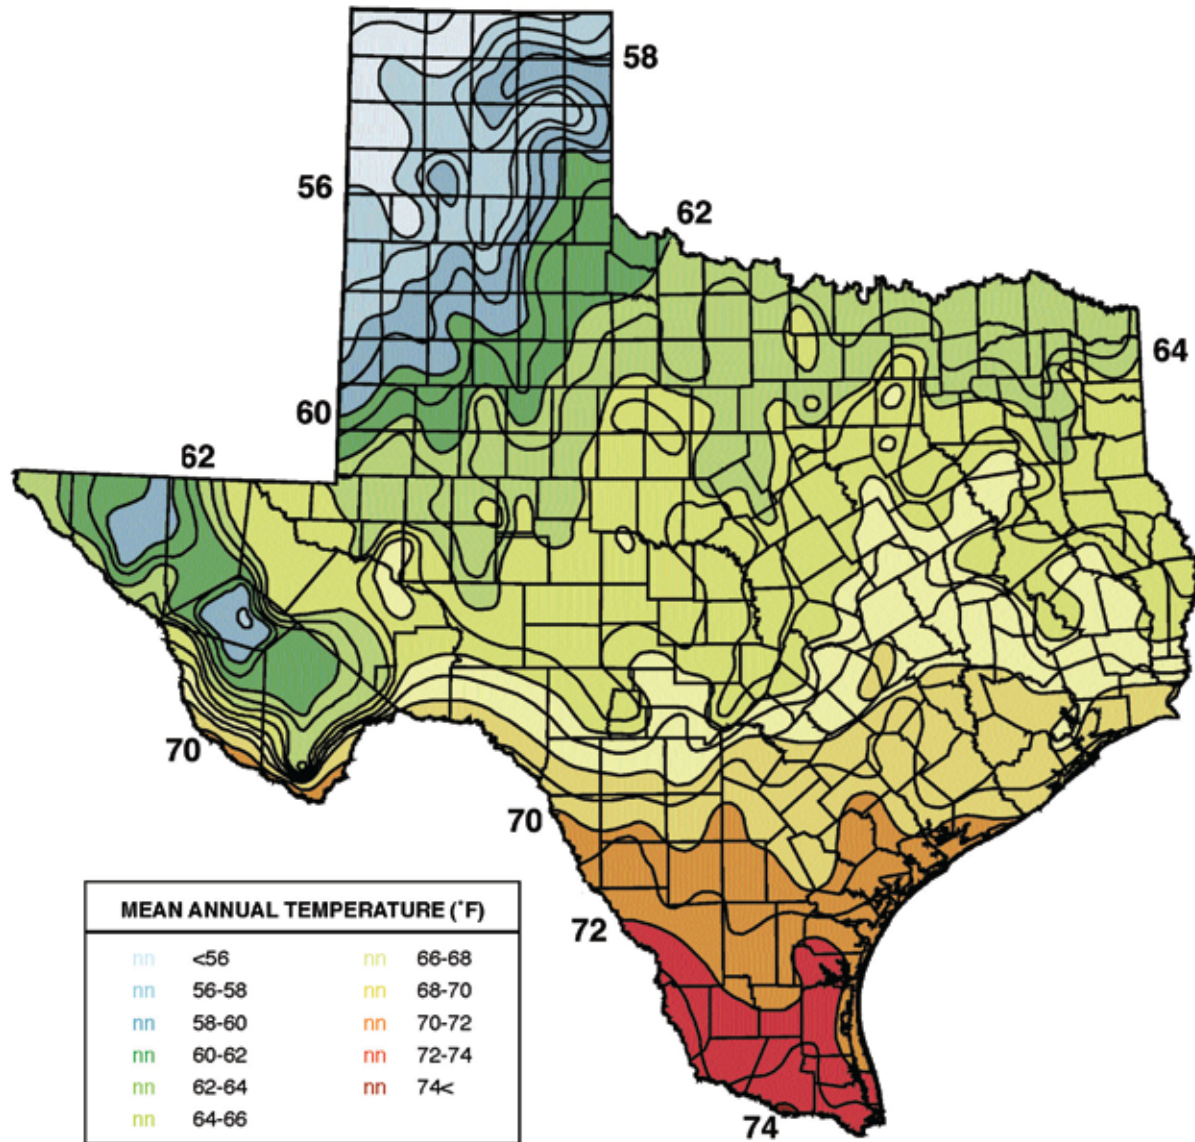 58
56
62
64
60
62
70
70
72
74
MEAN ANNUAL TEMPERATURE (°F)
nn <56 nn 66-68
nn 56-58 nn 68-70
nn 58-60 nn 70-72
nn 60-62 nn 72-74
nn 62-64 nn 74<
nn 64-66